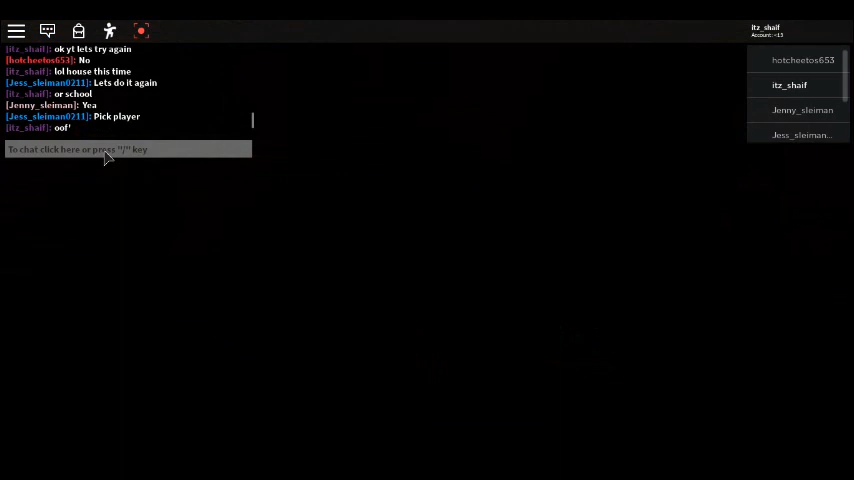 itz_shaif
Account: <13
[itz_shaif]: ok yt lets try again
[hotcheetos653]: No
[itz_shaif]: lol house this time
[Jess_sleiman0211]: Lets do it again
[itz_shaif]: or school
[Jenny_sleiman]: Yea
[Jess_sleiman0211]: Pick player
[itz_shaif]: oof'
To chat click here or press "/" key
hotcheetos653
itz_shaif
Jenny_sleiman
Jess_sleiman...